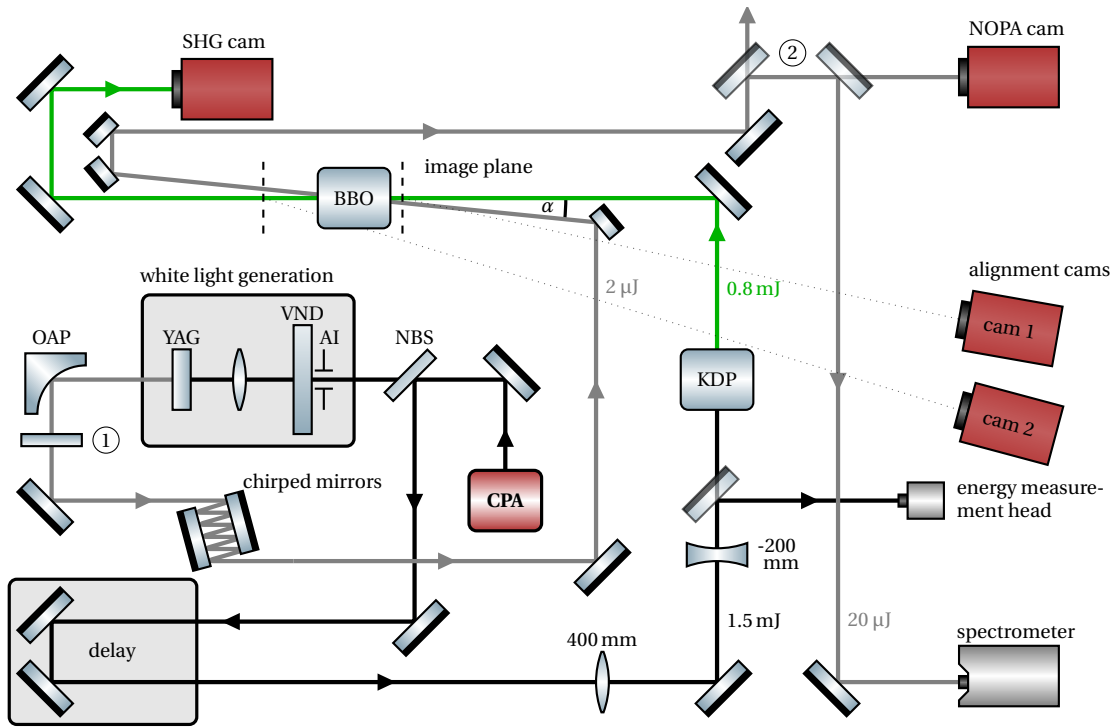 SHG cam
2
NOPA cam
image plane
BBO
α
white light generation
2 µJ
0.8 mJ
alignment cams
VND
OAP
YAG
AI
NBS
cam 1
KDP
cam 2
1
chirped mirrors
CPA
energy measure-
ment head
-200
mm
delay
400 mm
1.5 mJ
20 µJ
spectrometer